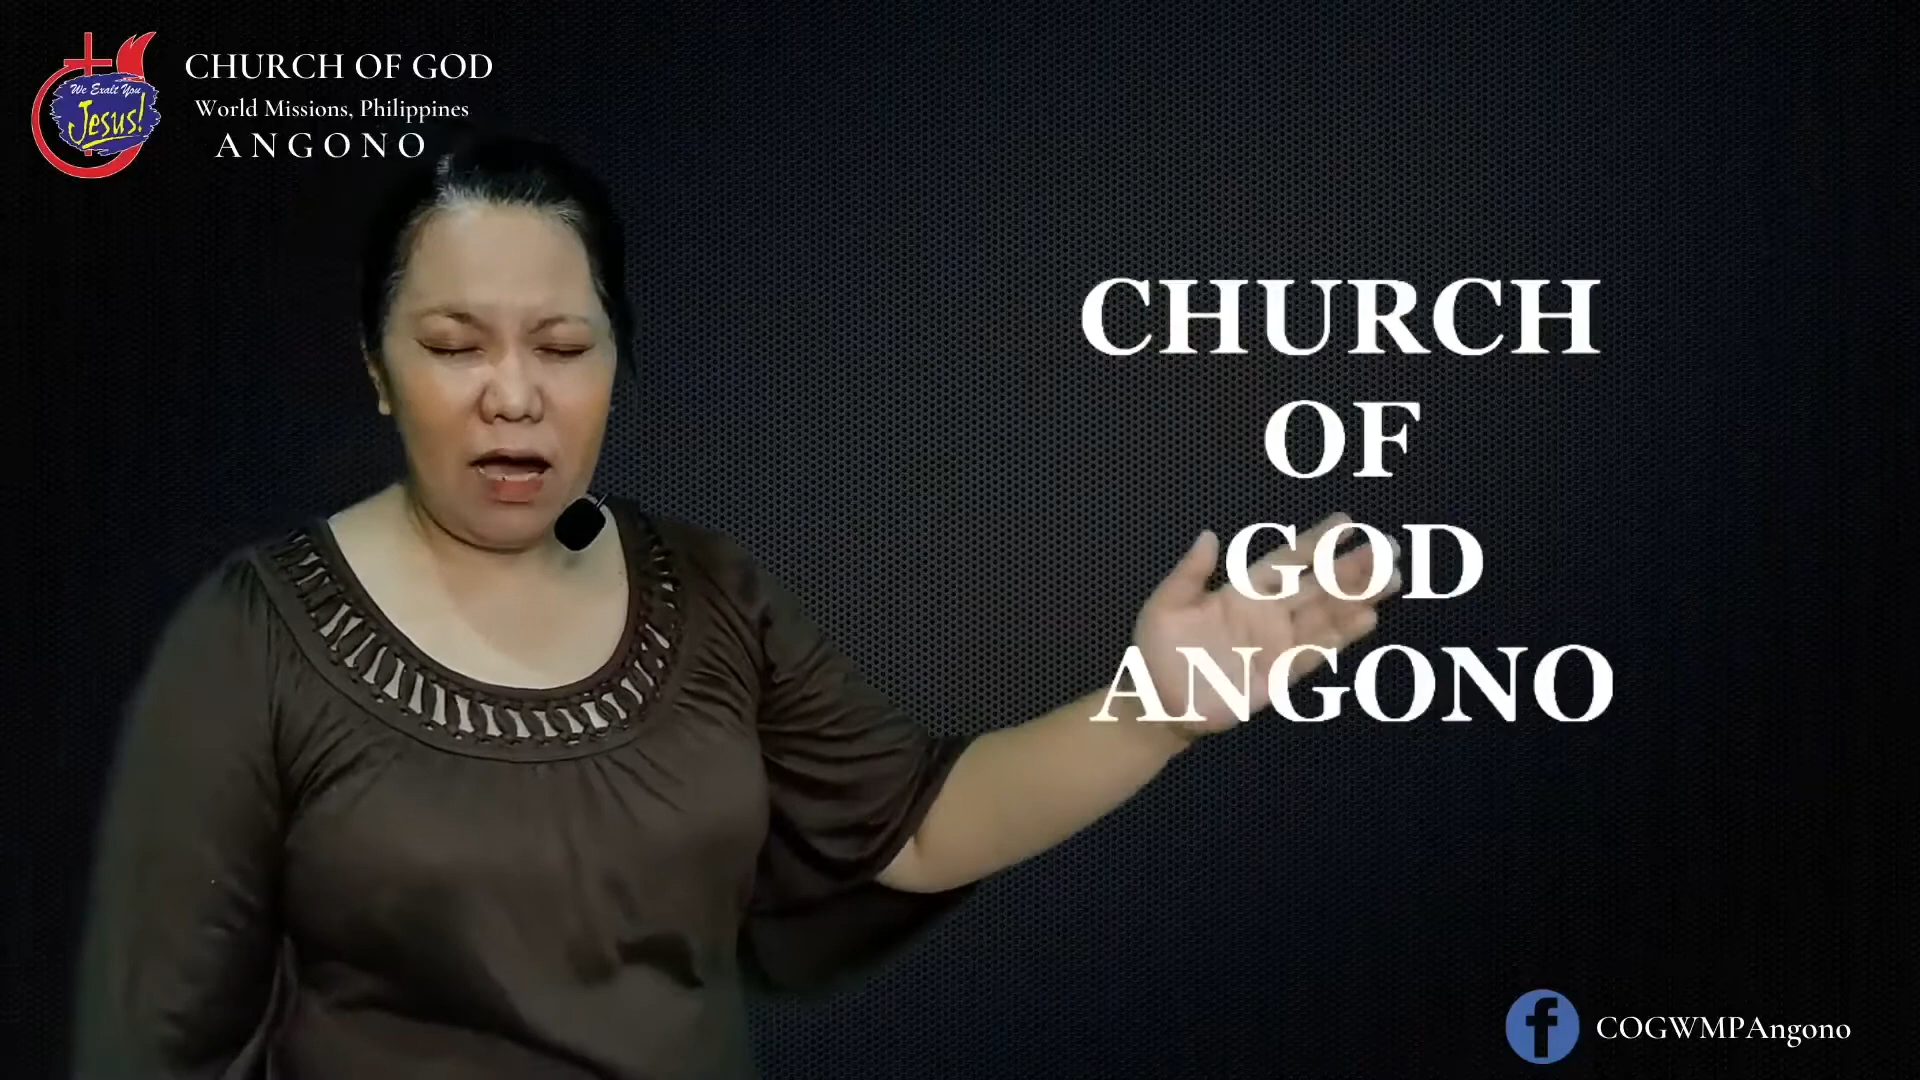 We Exalt You
Jesus!
CHURCH OF GOD
World Missions, Philippines
ANGONO
CHURCH
OF
GOD
ANGONO
COGWMPAngono